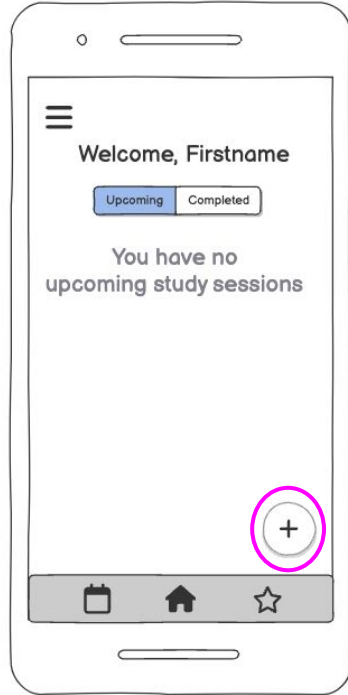 Welcome, Firstname
Upcoming Completed
You have no
upcoming study sessions
+